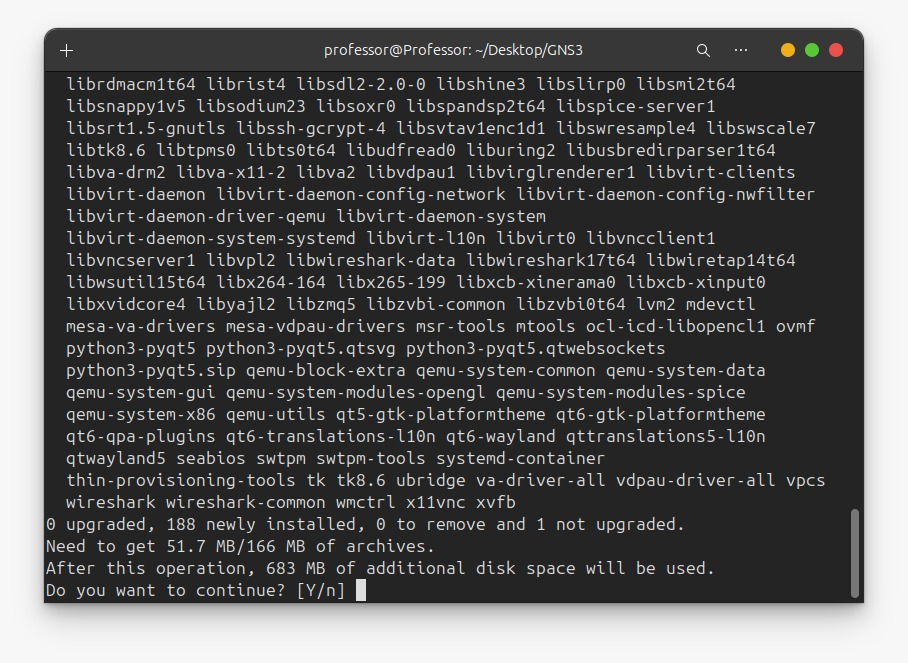 professor@Professor: ~/Desktop/GNS3
librdmacm1t64 librist4 libsdl2-2.0-0 libshine3 libslirp0 libsmi2t64
libsnappy1v5 libsodium23 libsoxr0 libspandsp2t64 libspice-server1
libsrt1.5-gnutls libssh-gcrypt-4 libsvtav1enc1d1 libswresample4 libswscale7
libtk8.6 libtpms0 libts0t64 libudfread0 liburing2 libusbredirparser1t64
libva-drm2 libva-x11-2 libva2 libvdpau1 libvirglrenderer1 libvirt-clients
libvirt-daemon libvirt-daemon-config-network libvirt-daemon-config-nwfilter
libvirt-daemon-driver-qemu libvirt-daemon-system
libvirt-daemon-system-systemd libvirt-l10n libvirt0 libvncclient1
libvncserver1 libvpl2 libwireshark-data libwireshark17t64 libwiretap14t64
libwsutil15t64 libx264-164 libx265-199 libxcb-xinerama0 libxcb-xinput0
libxvidcore4 libyajl2 libzmq5 libzvbi-common libzvbi0t64 lvm2 mdevctl
mesa-va-drivers mesa-vdpau-drivers msr-tools mtools ocl-icd-libopencl1 ovmf
python3-pyqt5 python3-pyqt5.qtsvg python3-pyqt5.qtwebsockets
python3-pyqt5.sip qemu-block-extra qemu-system-common qemu-system-data
qemu-system-gui qemu-system-modules-opengl qemu-system-modules-spice
qemu-system-x86 qemu-utils qt5-gtk-platformtheme qt6-gtk-platformtheme
qt6-qpa-plugins qt6-translations-l10n qt6-wayland qttranslations5-l10n
qtwayland5 seabios swtpm swtpm-tools systemd-container
thin-provisioning-tools tk tk8.6 ubridge va-driver-all vdpau-driver-all vpcs
wireshark wireshark-common wmctrl x11vnc xvfb
0 upgraded, 188 newly installed, 0 to remove and 1 not upgraded.
Need to get 51.7 MB/166 MB of archives.
After this operation, 683 MB of additional disk space will be used.
Do you want to continue? [Y/n]